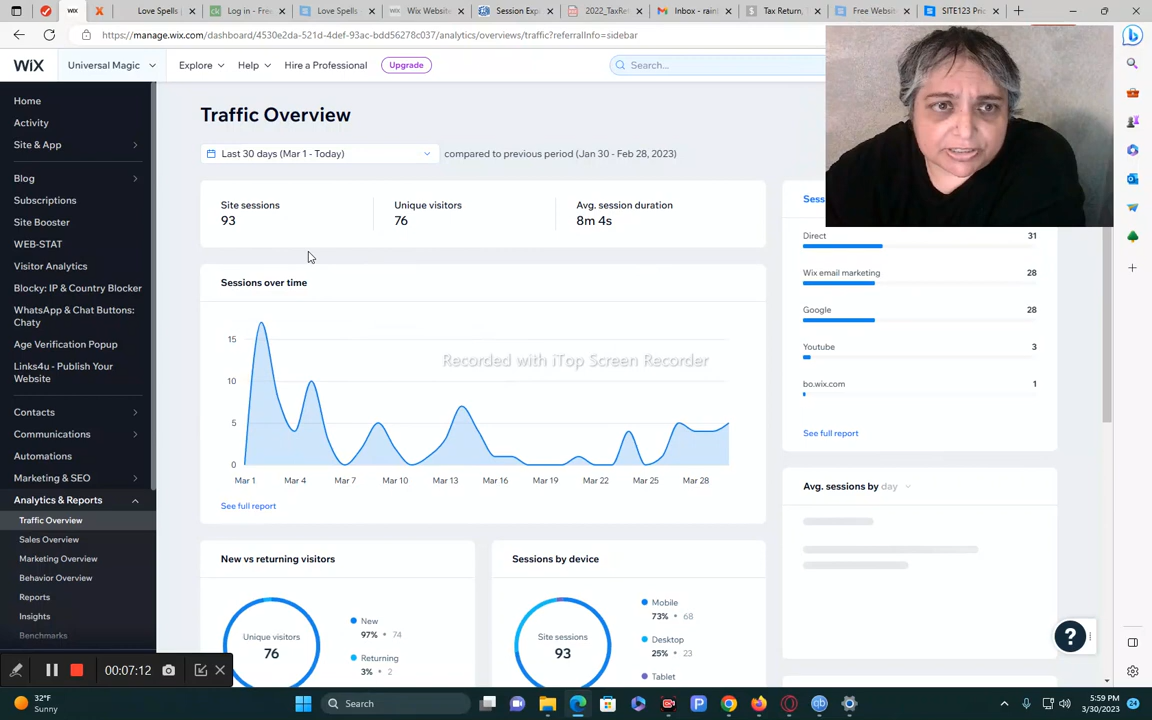 Love Spells
Log in - Free
Love Spells
Wix Website
Session Exp
2022_TaxRe
Inbox - rain
Tax Return,
Free Website
SITE123 Pric
https://manage.wix.com/dashboard/4530e2da-521d-4def-93ac-bdd56278c037/analytics/overviews/traffic?referralInfo=sidebar
WiX
Universal Magic
Explore
Help
Hire a Professional
Upgrade
Search...
Home
Activity
Site & App
Blog
Subscriptions
Site Booster
WEB-STAT
Visitor Analytics
Blocky: IP & Country Blocker
WhatsApp & Chat Buttons:
Chaty
Age Verification Popup
Links4u - Publish Your
Website
Contacts
Communications
Automations
Marketing & SEO
Analytics & Reports
Traffic Overview
Sales Overview
Marketing Overview
Behavior Overview
Reports
Insights
Benchmarks
Traffic Overview
Last 30 days (Mar 1 - Today)
compared to previous period (Jan 30 - Feb 28, 2023)
Site sessions
93
Unique visitors
76
Avg. session duration
8m 4s
Sessions over time
15
10
5
0
Mar 1
Mar 4
Mar 7
Mar 10
Mar 13
Mar 16
Mar 19
Mar 22
Mar 25
Mar 28
See full report
Recorded with iTop Screen Recorder
New vs returning visitors
Unique visitors
76
New
97% • 74
Returning
3% • 2
Sessions by device
Site sessions
93
Mobile
73% • 68
Desktop
25% • 23
Tablet
Direct
31
Wix email marketing
28
Google
28
Youtube
3
bo.wix.com
1
See full report
Avg. sessions by day
?
00:07:12
32°F
Sunny
Search
5:59 PM
3/30/2023
24